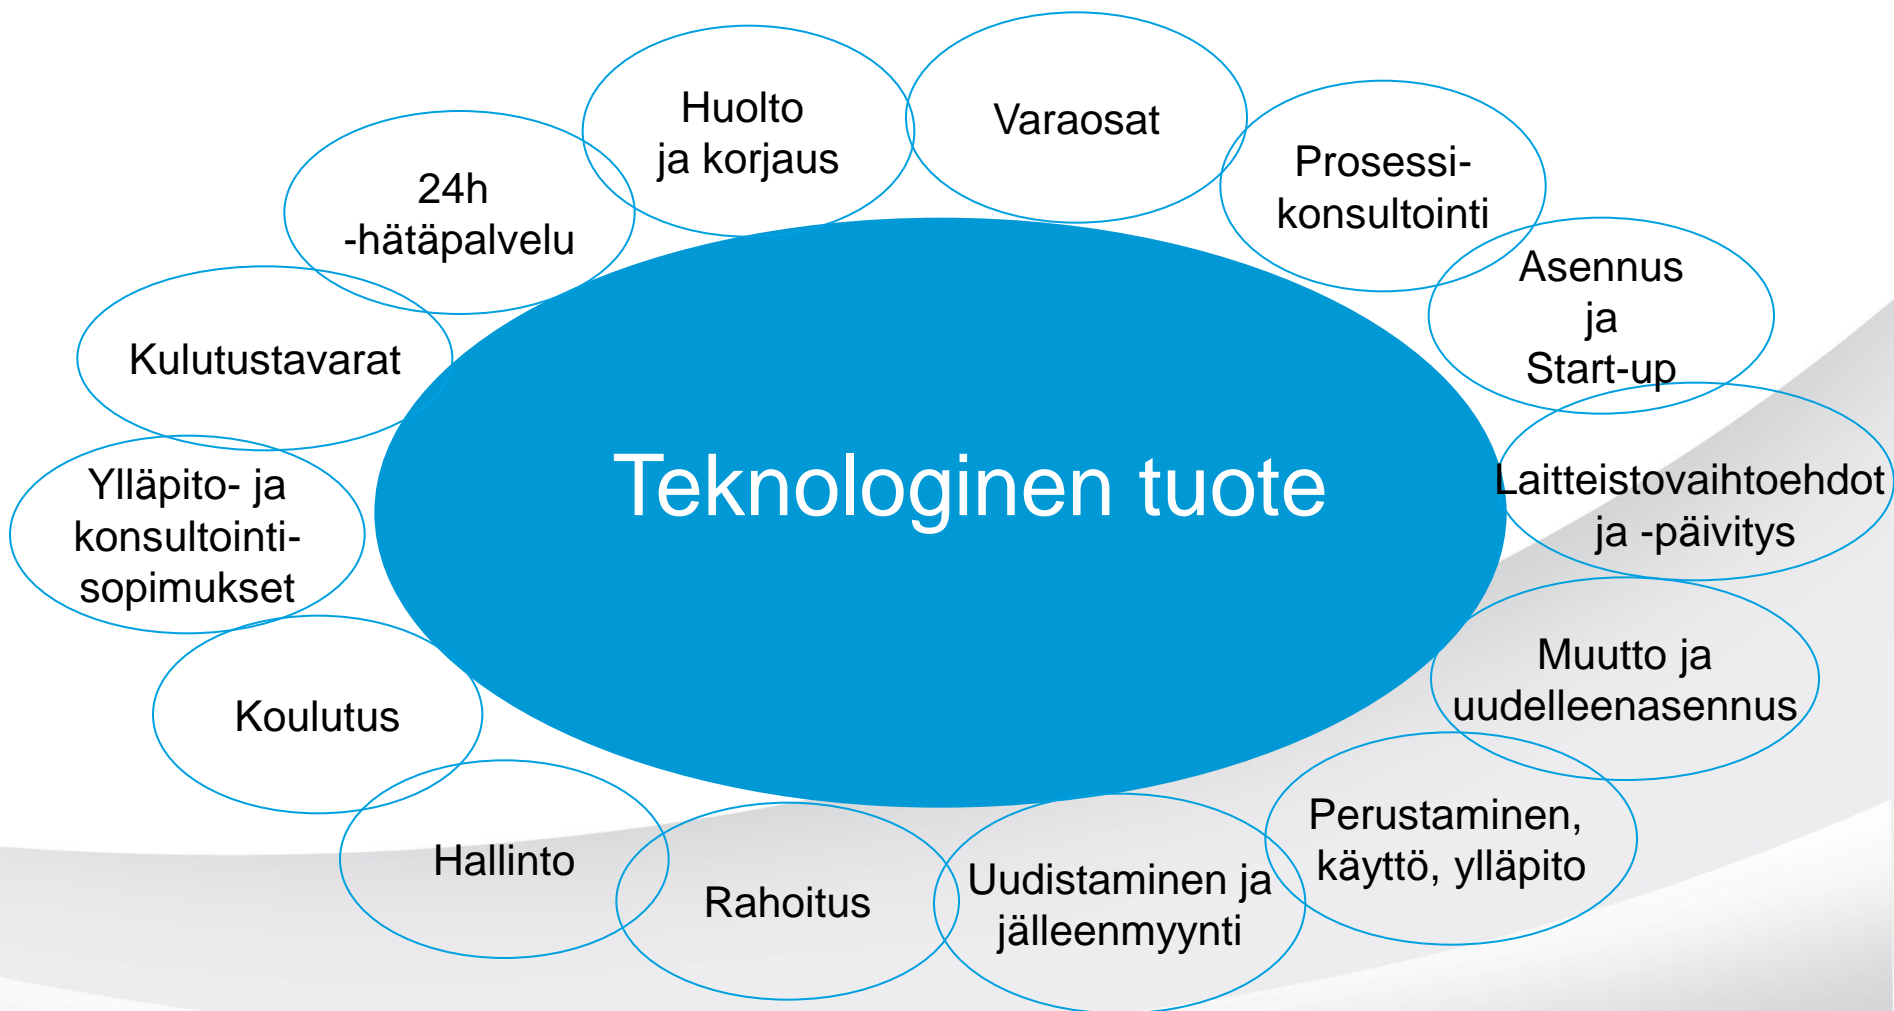 Huolto
ja korjaus
Varaosat
Prosessi-
konsultointi
24h
-hätäpalvelu
Asennus
ja
Start-up
Kulutustavarat
Teknologinen tuote
Laitteistovaihtoehdot
ja -päivitys
Ylläpito- ja
konsultointi-
sopimukset
Muutto ja
uudelleenasennus
Koulutus
Perustaminen,
käyttö, ylläpito
Hallinto
Rahoitus
Uudistaminen ja
jälleenmyynti